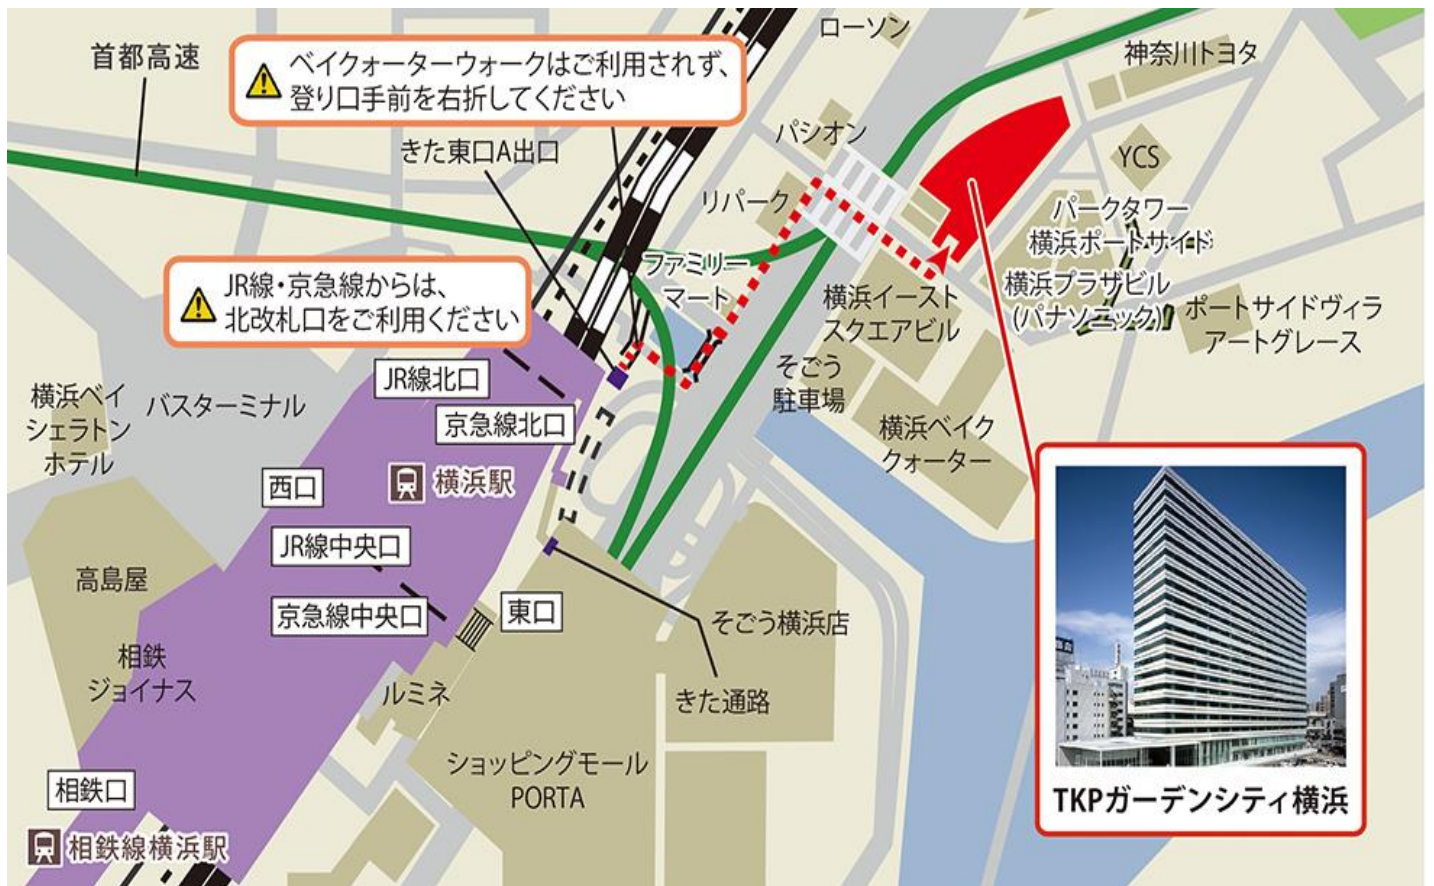 首都高速
ベイクォーターウォークはご利用されず、
登り口手前を右折してください
ローソン
神奈川トヨタ
きた東口A出口
パシオン
YCS
リパーク
パークタワー
横浜ポートサイド
ファミリー
マート
JR線・京急線からは、
北改札口をご利用ください
横浜イースト
スクエアビル
横浜プラザビル
(パナソニック)
ポートサイドヴィラ
アートグレース
JR線北口
京急線北口
そごう
駐車場
横浜ベイ
シェラトン
ホテル
バスターミナル
横浜ベイク
クォーター
西口
横浜駅
JR線中央口
高島屋
京急線中央口
東口
そごう横浜店
相鉄
ジョイナス
ルミネ
きた通路
ショッピングモール
PORTA
相鉄口
相鉄線横浜駅
TKPガーデンシティ横浜